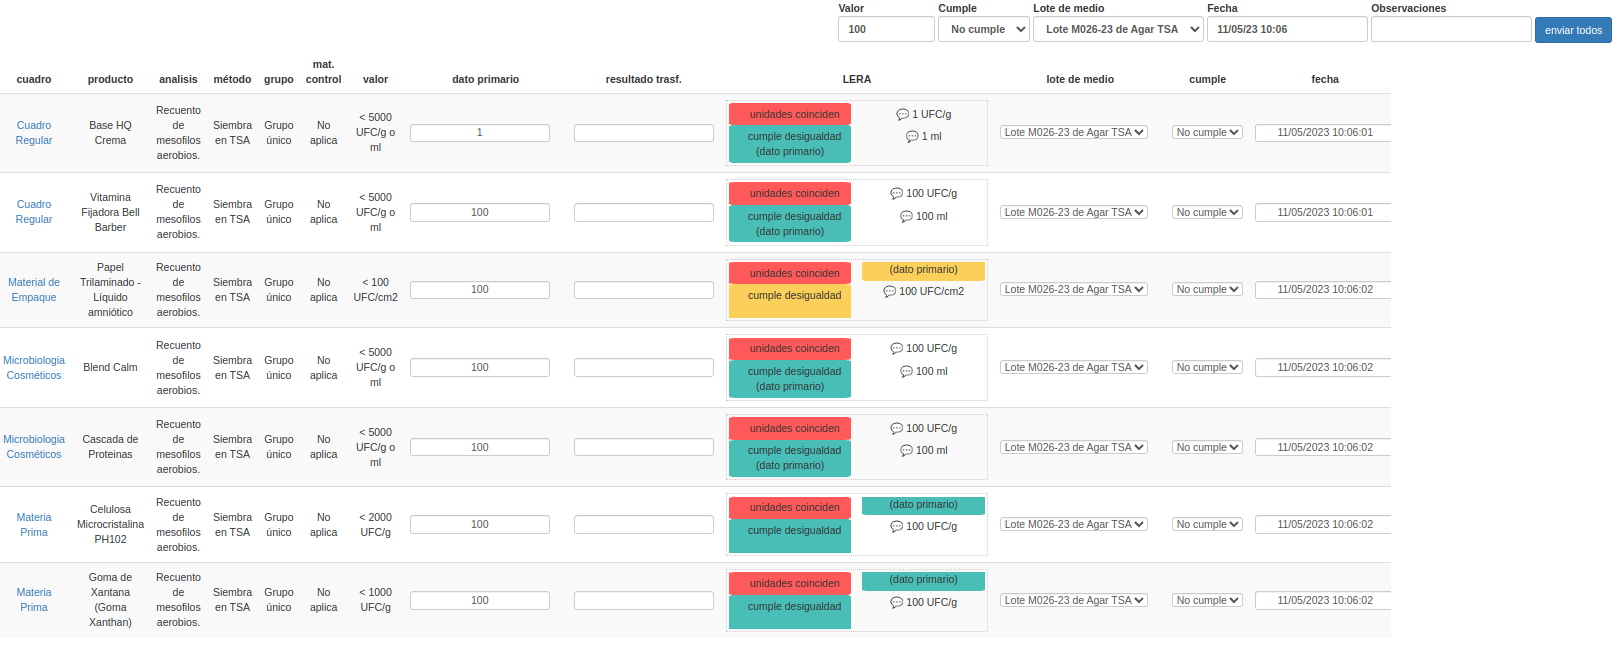 Valor Cumple Lote de medio Fecha Observaciones
100 No cumple Lote M026-23 de Agar TSA 11/05/23 10:06 enviar todos
cuadro producto analisis método grupo mat. control valor dato primario resultado trasf. LERA lote de medio cumple fecha
Cuadro Regular Base HQ Crema Recuento de mesofilos aerobios. Siembra en TSA Grupo único No aplica < 5000 UFC/g o ml 1 unidades coinciden 💬 1 UFC/g cumple desigualdad (dato primario) 💬 1 ml Lote M026-23 de Agar TSA No cumple 11/05/2023 10:06:01
Cuadro Regular Vitamina Fijadora Bell Barber Recuento de mesofilos aerobios. Siembra en TSA Grupo único No aplica < 5000 UFC/g o ml 100 unidades coinciden 💬 100 UFC/g cumple desigualdad (dato primario) 💬 100 ml Lote M026-23 de Agar TSA No cumple 11/05/2023 10:06:01
Material de Empaque Papel Trilaminado - Líquido amniótico Recuento de mesofilos aerobios. Siembra en TSA Grupo único No aplica < 100 UFC/cm2 100 unidades coinciden (dato primario) cumple desigualdad 💬 100 UFC/cm2 Lote M026-23 de Agar TSA No cumple 11/05/2023 10:06:02
Microbiologia Cosméticos Blend Calm Recuento de mesofilos aerobios. Siembra en TSA Grupo único No aplica < 5000 UFC/g o ml 100 unidades coinciden 💬 100 UFC/g cumple desigualdad (dato primario) 💬 100 ml Lote M026-23 de Agar TSA No cumple 11/05/2023 10:06:02
Microbiologia Cosméticos Cascada de Proteinas Recuento de mesofilos aerobios. Siembra en TSA Grupo único No aplica < 5000 UFC/g o ml 100 unidades coinciden 💬 100 UFC/g cumple desigualdad (dato primario) 💬 100 ml Lote M026-23 de Agar TSA No cumple 11/05/2023 10:06:02
Materia Prima Celulosa Microcristalina PH102 Recuento de mesofilos aerobios. Siembra en TSA Grupo único No aplica < 2000 UFC/g 100 unidades coinciden (dato primario) cumple desigualdad 💬 100 UFC/g Lote M026-23 de Agar TSA No cumple 11/05/2023 10:06:02
Materia Prima Goma de Xantana (Goma Xanthan) Recuento de mesofilos aerobios. Siembra en TSA Grupo único No aplica < 1000 UFC/g 100 unidades coinciden (dato primario) cumple desigualdad 💬 100 UFC/g Lote M026-23 de Agar TSA No cumple 11/05/2023 10:06:02